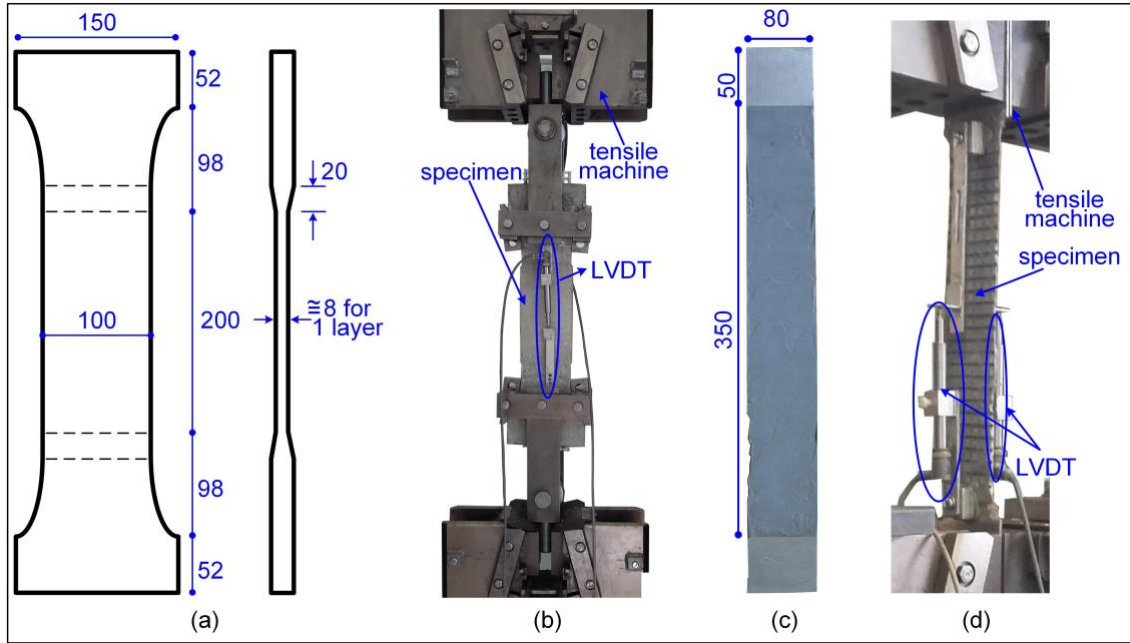 150
52
98
20
100
200
≅8 for
1 layer
98
52
(a)
specimen
tensile
machine
LVDT
(b)
80
50
350
(c)
tensile
machine
specimen
LVDT
(d)